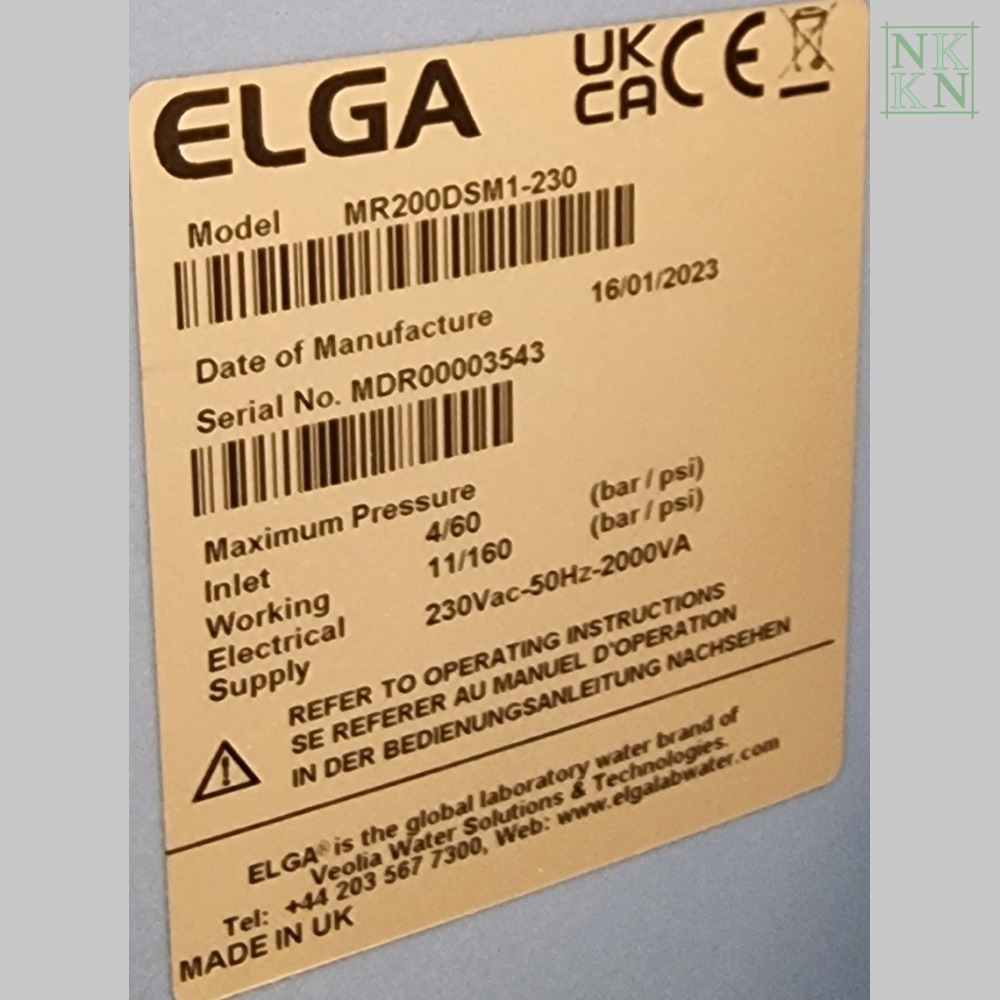 ELGA
UK
CA
CE
Model MR200DSM1-230
Date of Manufacture 16/01/2023
Serial No. MDR00003543
Maximum Pressure
Inlet 4/60 (bar / psi)
Working 11/160 (bar / psi)
Electrical 230Vac-50Hz-2000VA
Supply
REFER TO OPERATING INSTRUCTIONS
SE REFERER AU MANUEL D'OPERATION
IN DER BEDIENUNGSANLEITUNG NACHSEHEN
ELGA® is the global laboratory water brand of
Veolia Water Solutions & Technologies.
Tel: +44 203 567 7300, Web: www.elgalabwater.com
MADE IN UK
NK
KN